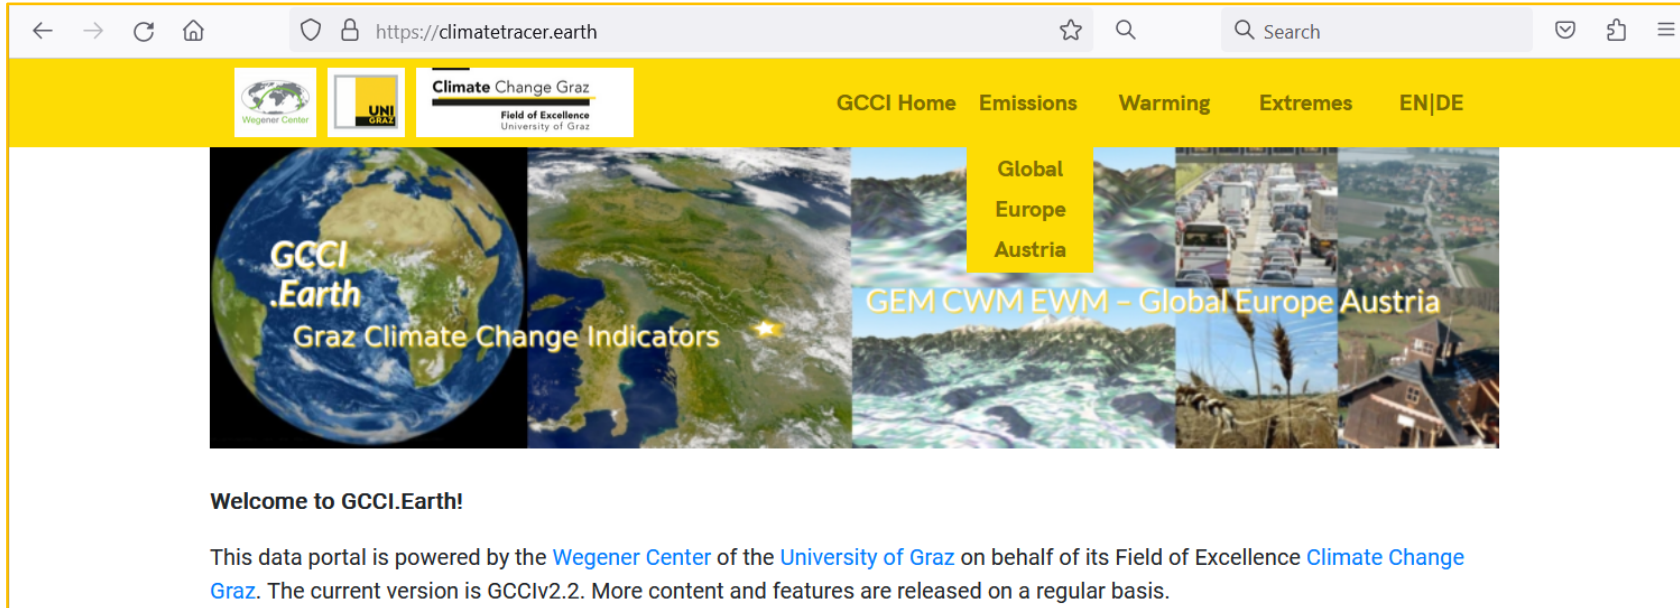 https://climatetracer.earth
Search
Wegener Center
UNI
GRAZ
Climate Change Graz
Field of Excellence
University of Graz
GCCI Home Emissions Warming Extremes EN|DE
Global
Europe
Austria
GCCI
.Earth
Graz Climate Change Indicators
GEM CWM EWM – Global Europe Austria
Welcome to GCCI.Earth!
This data portal is powered by the Wegener Center of the University of Graz on behalf of its Field of Excellence Climate Change
Graz. The current version is GCCIv2.2. More content and features are released on a regular basis.